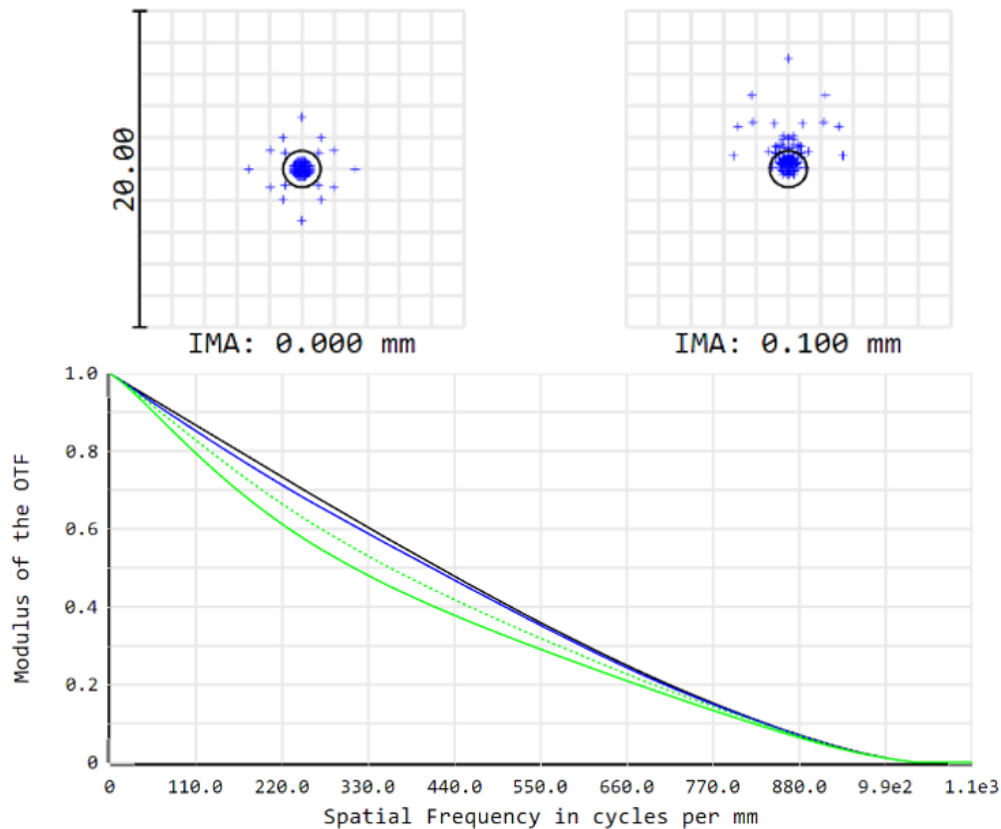 20.00
IMA: 0.000 mm
IMA: 0.100 mm
1.0
0.8
0.6
0.4
0.2
0
Modulus of the OTF
0 110.0 220.0 330.0 440.0 550.0 660.0 770.0 880.0 9.9e2 1.1e3
Spatial Frequency in cycles per mm